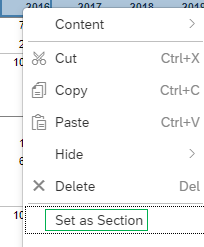 2016 2017 2018 2019
Content
Cut Ctrl+X
Copy Ctrl+C
Paste Ctrl+V
Hide
Delete Del
Set as Section